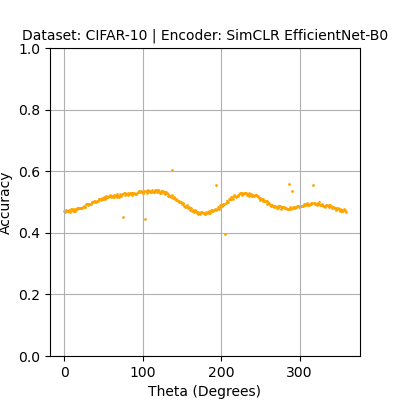 Dataset: CIFAR-10 | Encoder: SimCLR EfficientNet-B0
1.0
0.8
0.6
0.4
0.2
0.0
Accuracy
0 100 200 300
Theta (Degrees)